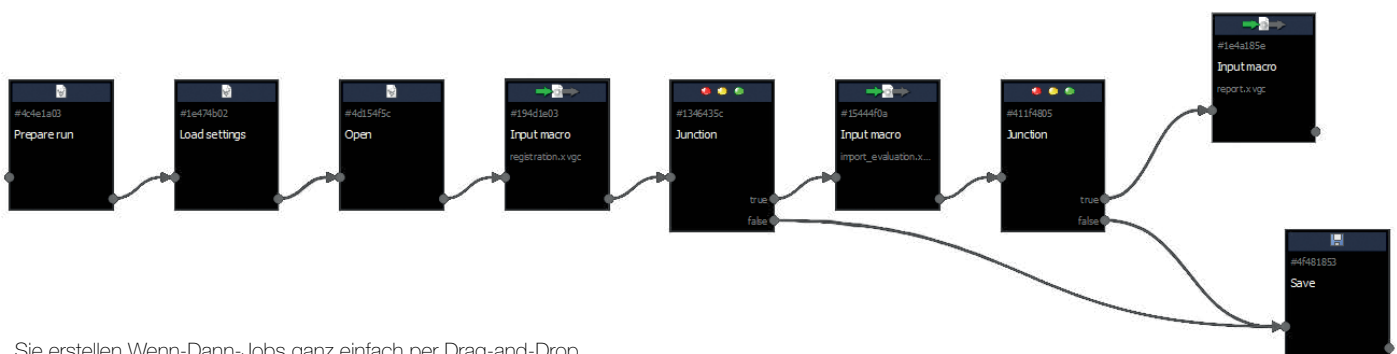 #4c4e1a03
Prepare run
#1e474b02
Load settings
#4d154f5c
Open
#194d1e03
Input macro
registration.xvgc
#1346435c
Junction
true
false
#15444f0a
Input macro
import_evaluation.x...
#411f4805
Junction
true
false
#1e4a185e
Input macro
report.xvgc
#4f481853
Save
Sie erstellen Wenn-Dann-Jobs ganz einfach per Drag-and-Drop